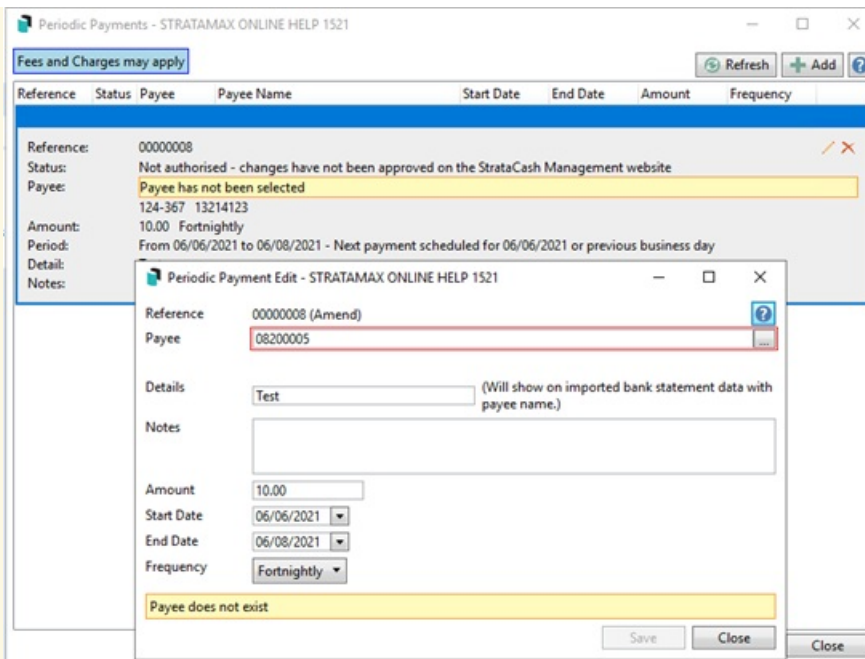 Periodic Payments - STRATAMAX ONLINE HELP 1521
Fees and Charges may apply
Refresh
Add
?
Reference Status Payee Payee Name Start Date End Date Amount Frequency
Reference: 00000008
Status: Not authorised - changes have not been approved on the StrataCash Management website
Payee: Payee has not been selected
124-367 13214123
Amount: 10.00 Fortnightly
Period: From 06/06/2021 to 06/08/2021 - Next payment scheduled for 06/06/2021 or previous business day
Detail:
Notes:
Periodic Payment Edit - STRATAMAX ONLINE HELP 1521
Reference 00000008 (Amend)
?
Payee 08200005
...
Details Test (Will show on imported bank statement data with
payee name.)
Notes
Amount 10.00
Start Date 06/06/2021
End Date 06/08/2021
Frequency Fortnightly
Payee does not exist
Save Close
Close